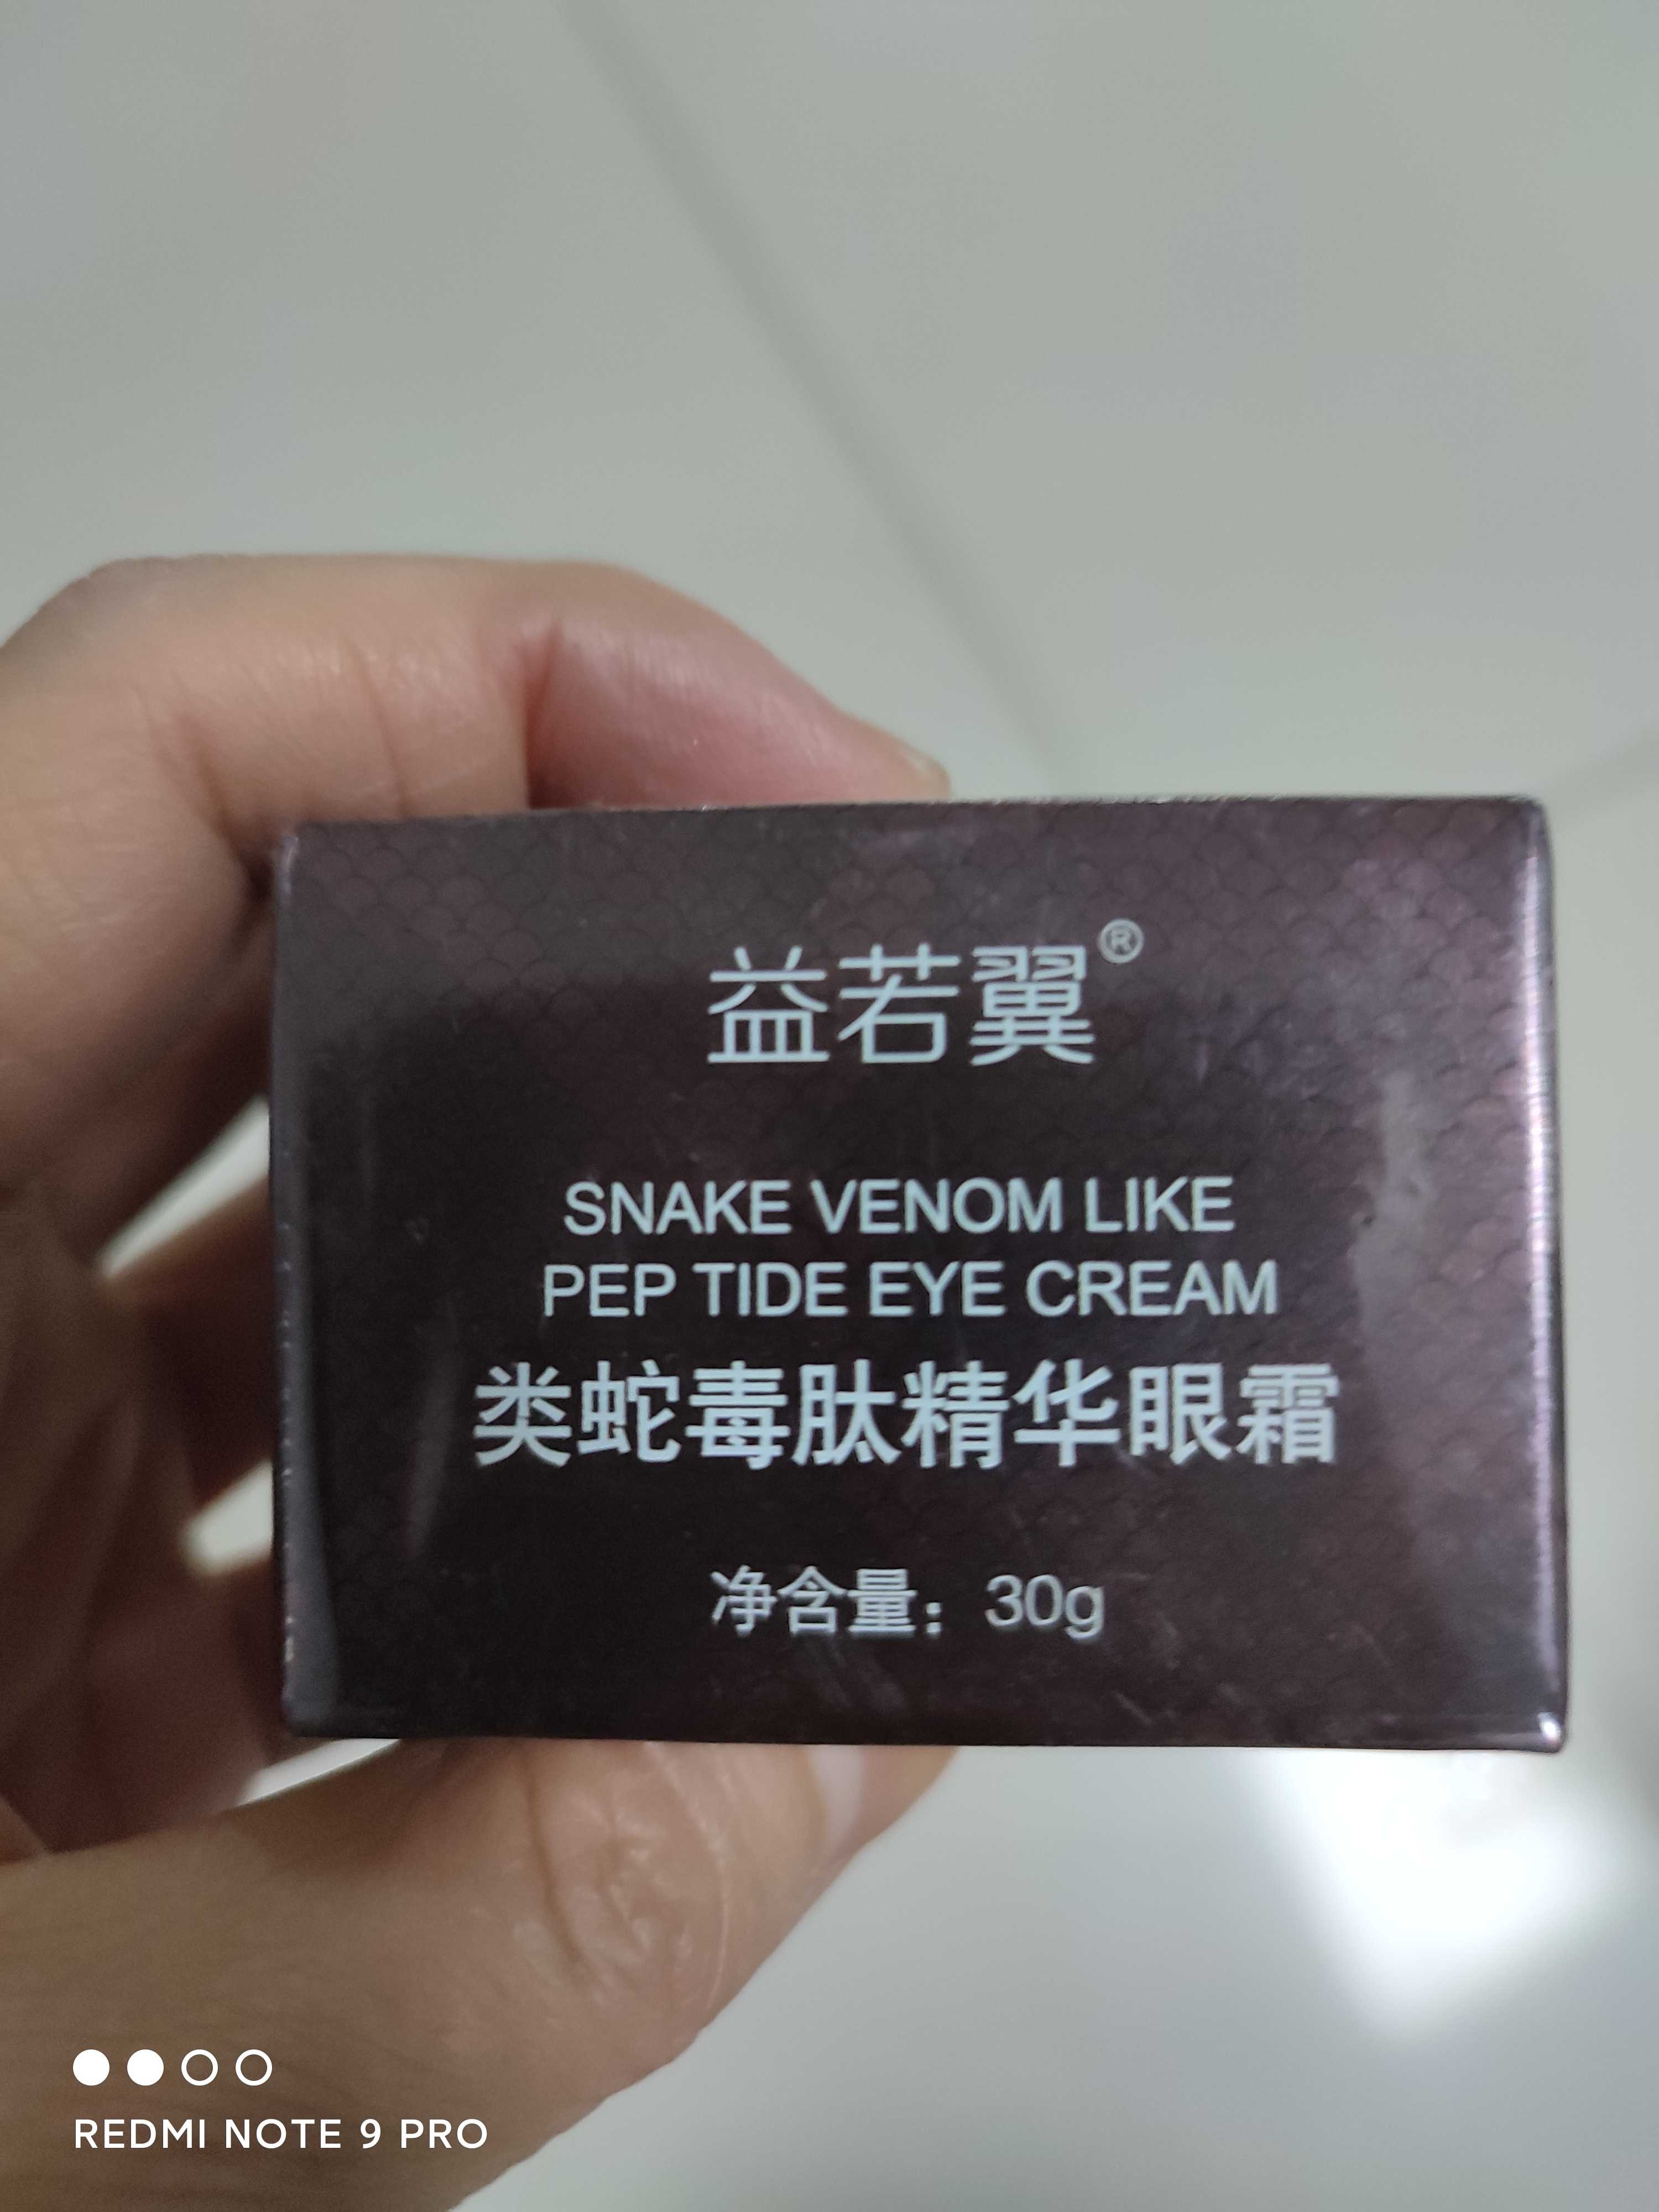 益若翼®
SNAKE VENOM LIKE
PEP TIDE EYE CREAM
类蛇毒肽精华眼霜
净含量：30g
REDMI NOTE 9 PRO